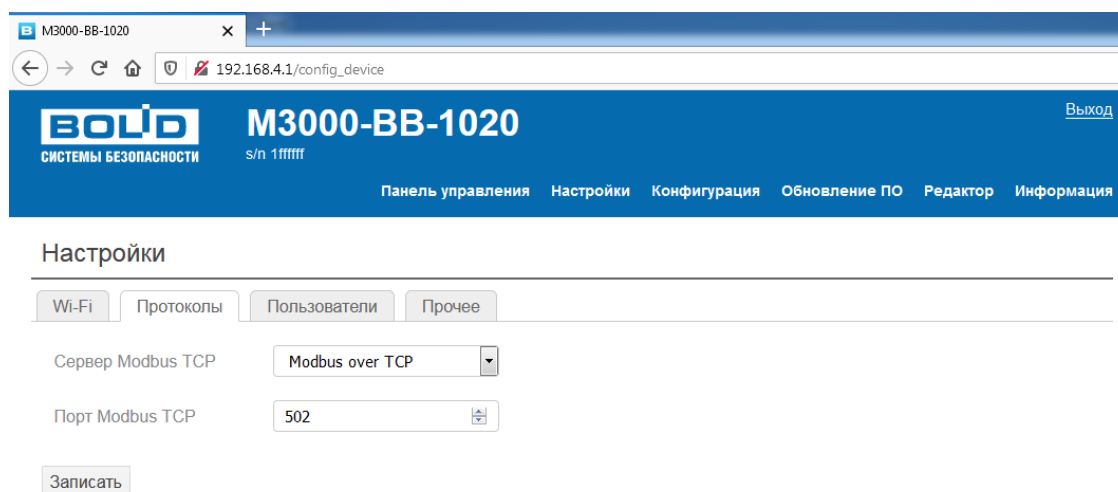 M3000-BB-1020
192.168.4.1/config_device
BOLID
СИСТЕМЫ БЕЗОПАСНОСТИ
M3000-BB-1020
s/n 1ffffff
Выход
Панель управления Настройки Конфигурация Обновление ПО Редактор Информация
Настройки
Wi-Fi Протоколы Пользователи Прочее
Сервер Modbus TCP Modbus over TCP
Порт Modbus TCP 502
Записать